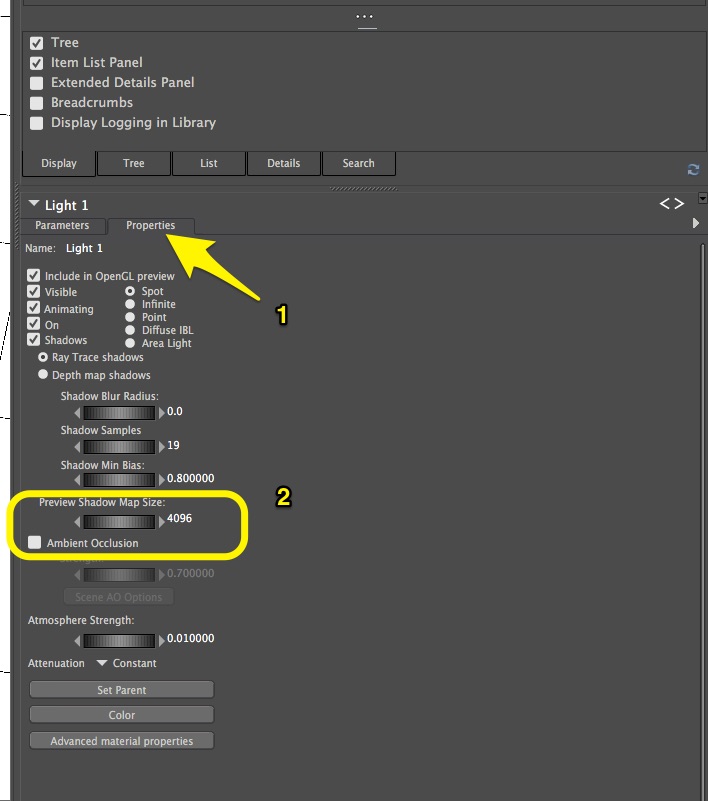 ...
Tree
Item List Panel
Extended Details Panel
Breadcrumbs
Display Logging in Library
Display Tree List Details Search
Light 1
< >
Parameters Properties
Name: Light 1
Include in OpenGL preview
Visible Spot
Animating Infinite
On Point
Shadows Diffuse IBL
Area Light
Ray Trace shadows
Depth map shadows
1
Shadow Blur Radius:
0.0
Shadow Samples
19
Shadow Min Bias:
0.800000
2
Preview Shadow Map Size:
4096
Ambient Occlusion
Strength:
0.700000
Scene AO Options
Atmosphere Strength:
0.010000
Attenuation Constant
Set Parent
Color
Advanced material properties